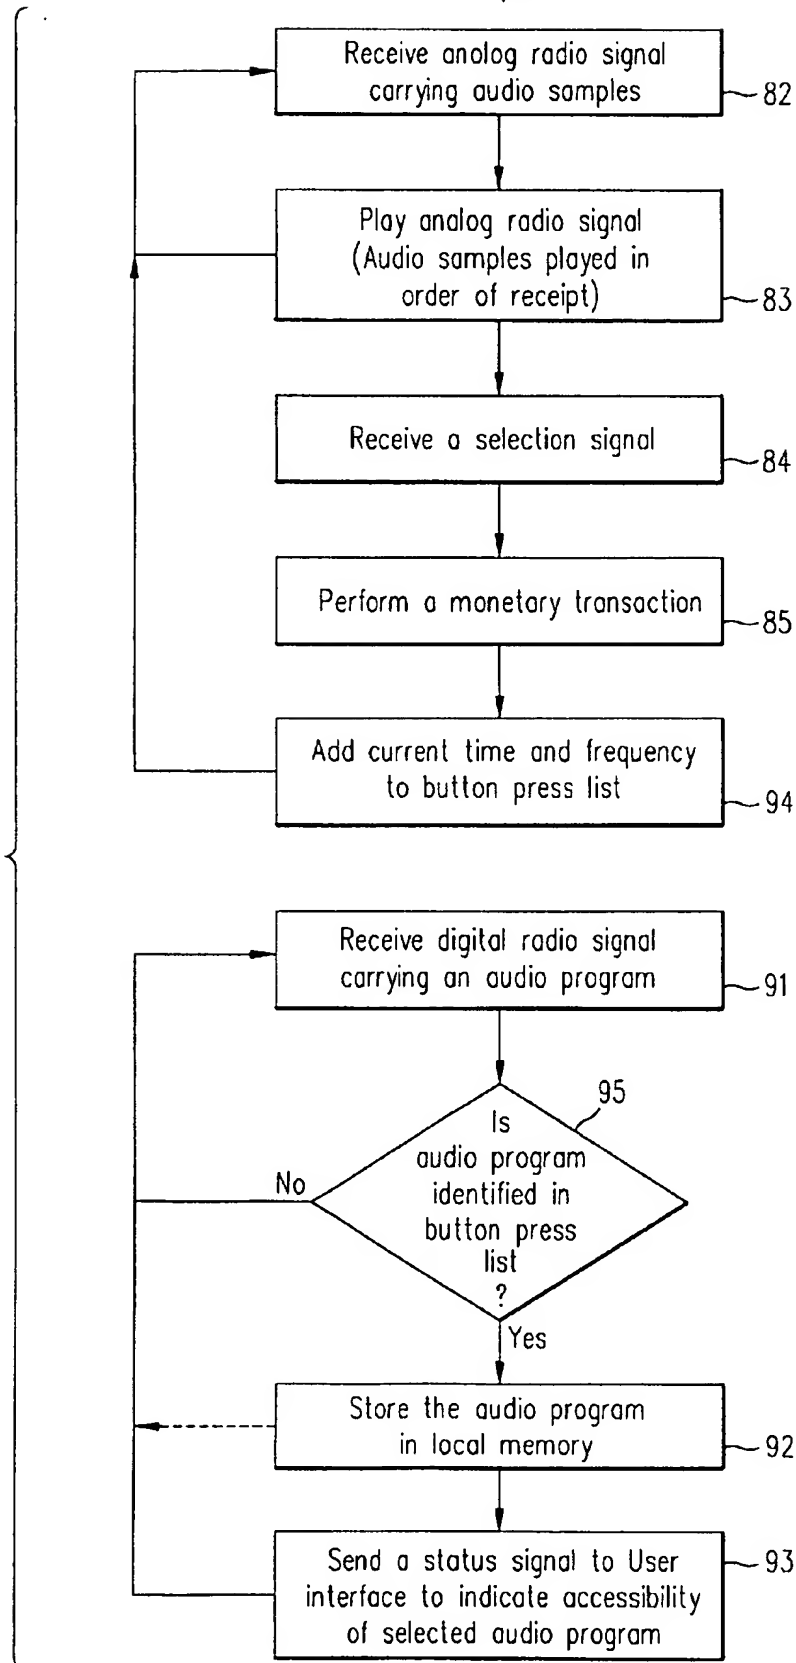 Receive analog radio signal
carrying audio samples
82
Play analog radio signal
(Audio samples played in
order of receipt)
83
Receive a selection signal
84
Perform a monetary transaction
85
Add current time and frequency
to button press list
94
Receive digital radio signal
carrying an audio program
91
95
Is
audio program
identified in
button press
list
?
No
Yes
Store the audio program
in local memory
92
Send a status signal to User
interface to indicate accessibility
of selected audio program
93